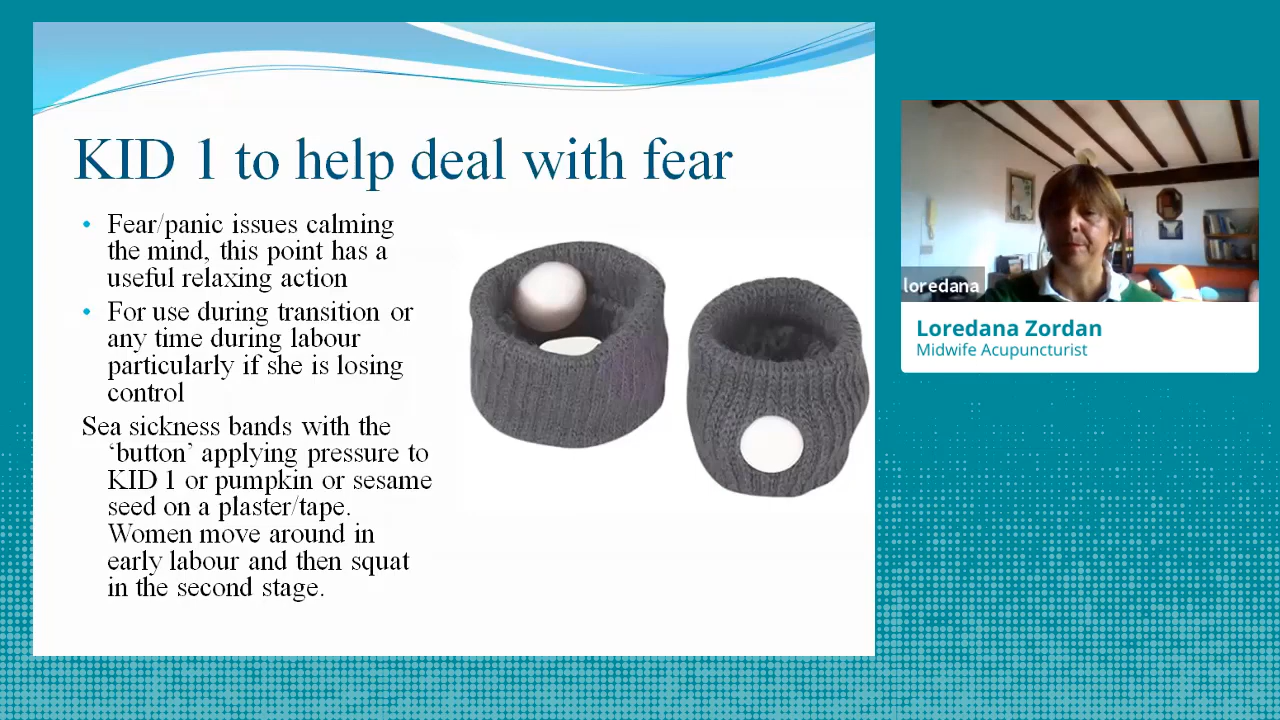 KID 1 to help deal with fear
• Fear/panic issues calming
the mind, this point has a
useful relaxing action
• For use during transition or
any time during labour
particularly if she is losing
control
Sea sickness bands with the
‘button’ applying pressure to
KID 1 or pumpkin or sesame
seed on a plaster/tape.
Women move around in
early labour and then squat
in the second stage.
loredana
Loredana Zordan
Midwife Acupuncturist